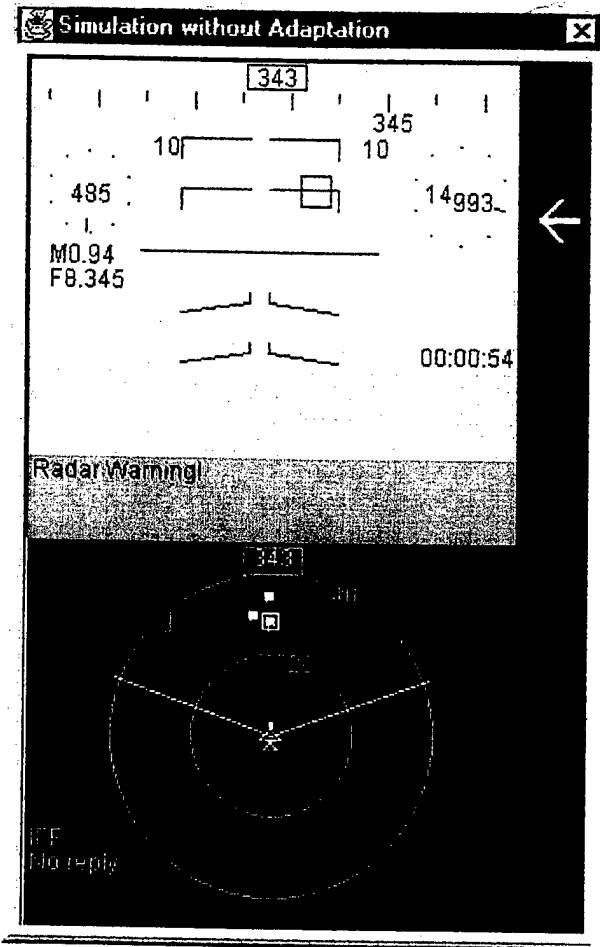 Simulation without Adaptation
343
345
10 10
485
14993
M0.94
F8.345
00:00:54
Radar Warning!
343
IFF
No reply